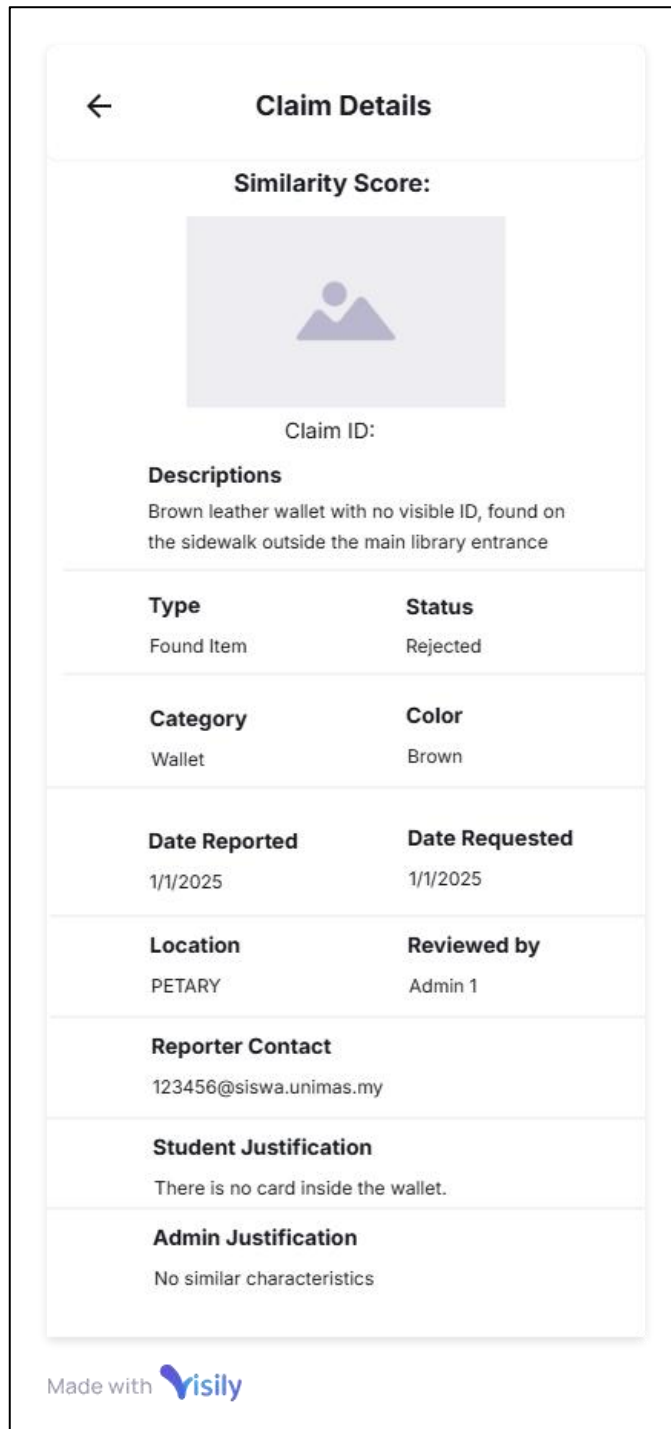 Claim Details
Similarity Score:
Claim ID:
Descriptions
Brown leather wallet with no visible ID, found on
the sidewalk outside the main library entrance
Type Status
Found Item Rejected
Category Color
Wallet Brown
Date Reported Date Requested
1/1/2025 1/1/2025
Location Reviewed by
PETARY Admin 1
Reporter Contact
123456@siswa.unimas.my
Student Justification
There is no card inside the wallet.
Admin Justification
No similar characteristics
Made with Visily